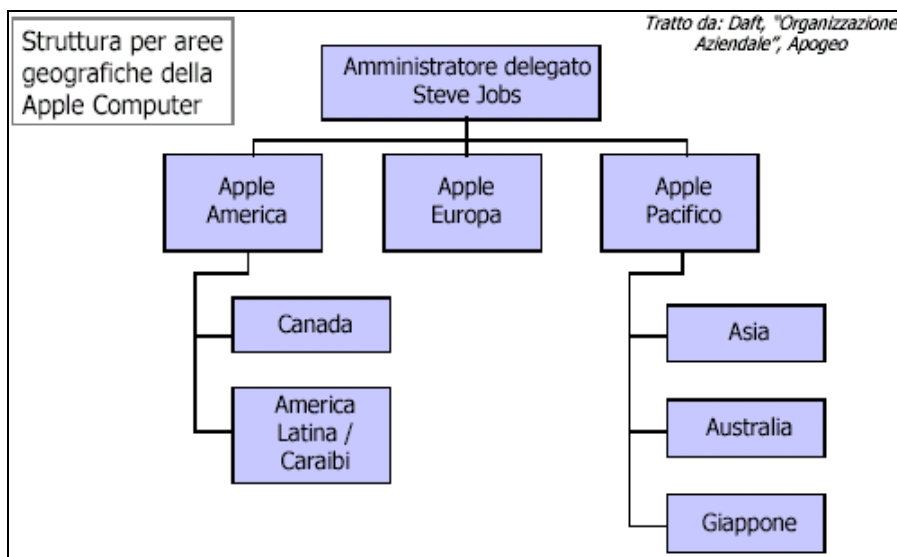 Struttura per aree
geografiche della
Apple Computer
Tratto da: Daft, "Organizzazione
Aziendale", Apogeo
Amministratore delegato
Steve Jobs
Apple
America
Apple
Europa
Apple
Pacifico
Canada
America
Latina /
Caraibi
Asia
Australia
Giappone